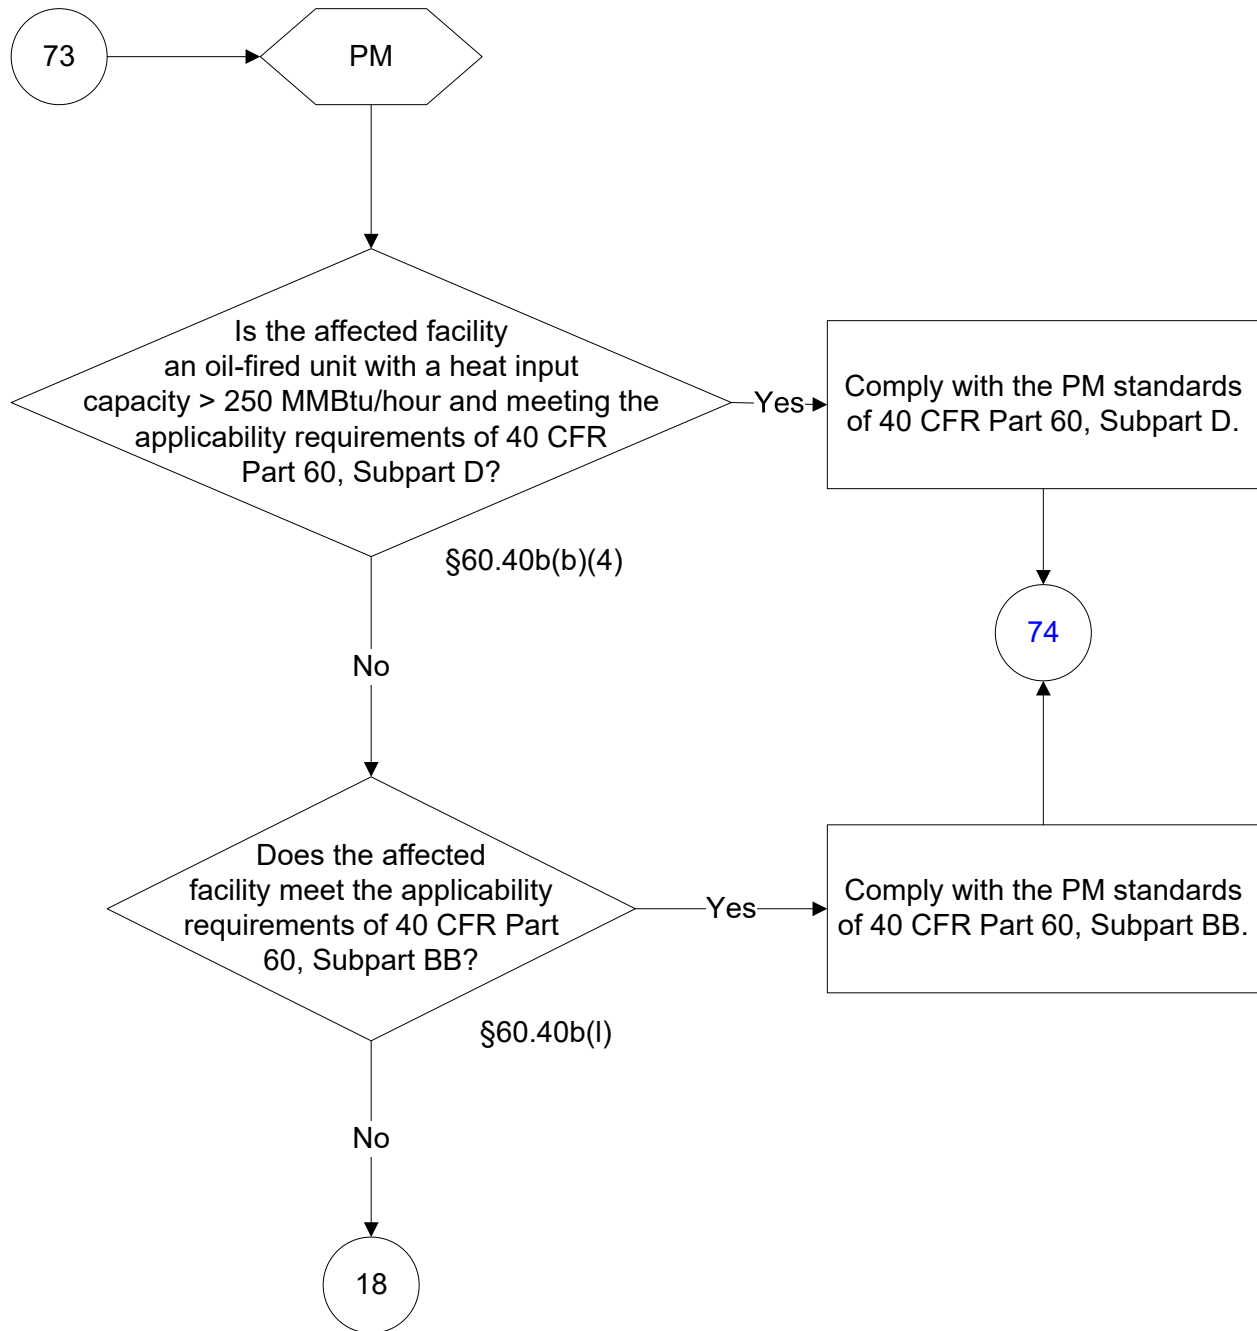 73
PM
Is the affected facility
an oil-fired unit with a heat input
capacity > 250 MMBtu/hour and meeting the
applicability requirements of 40 CFR
Part 60, Subpart D?
Yes
Comply with the PM standards
of 40 CFR Part 60, Subpart D.
§60.40b(b)(4)
74
No
Does the affected
facility meet the applicability
requirements of 40 CFR Part
60, Subpart BB?
Yes
Comply with the PM standards
of 40 CFR Part 60, Subpart BB.
§60.40b(l)
No
18